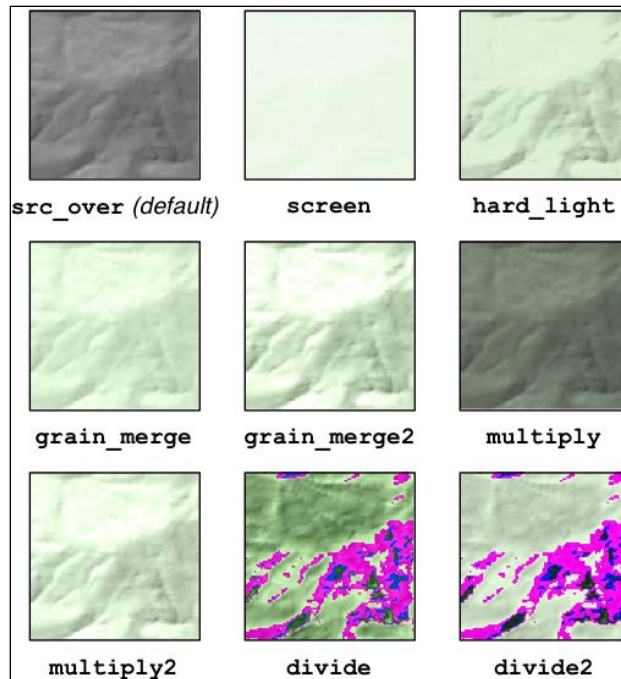 src_over (default) screen hard_light
grain_merge grain_merge2 multiply
multiply2 divide divide2